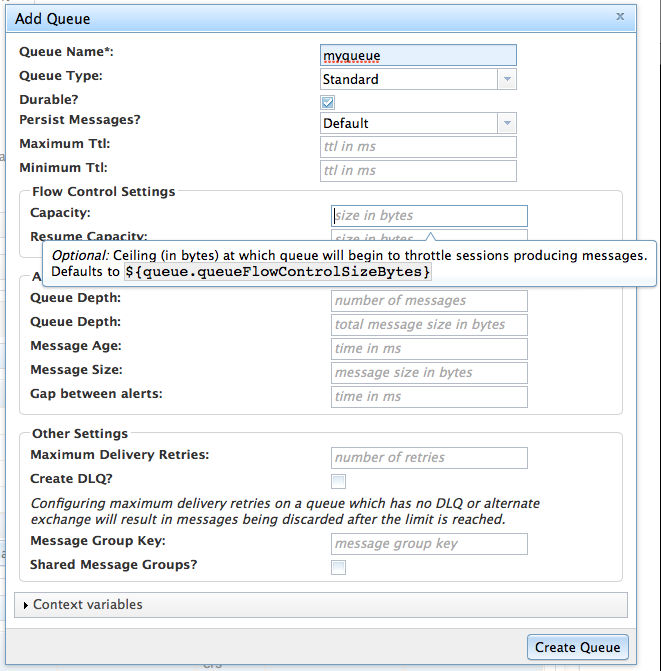 Add Queue
x
Queue Name*:
myqueue
Queue Type:
Standard
Durable?
Persist Messages?
Default
Maximum Ttl:
ttl in ms
Minimum Ttl:
ttl in ms
Flow Control Settings
Capacity:
size in bytes
Resume Capacity:
size in bytes
Optional: Ceiling (in bytes) at which queue will begin to throttle sessions producing messages.
Defaults to ${queue.queueFlowControlSizeBytes}
Queue Depth:
number of messages
Queue Depth:
total message size in bytes
Message Age:
time in ms
Message Size:
message size in bytes
Gap between alerts:
time in ms
Other Settings
Maximum Delivery Retries:
number of retries
Create DLQ?
Configuring maximum delivery retries on a queue which has no DLQ or alternate
exchange will result in messages being discarded after the limit is reached.
Message Group Key:
message group key
Shared Message Groups?
Context variables
Create Queue